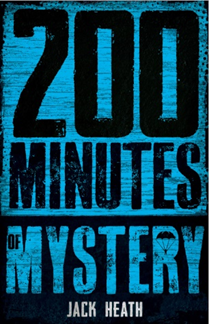 200
MINUTES
OF MYSTERY
JACK HEATH